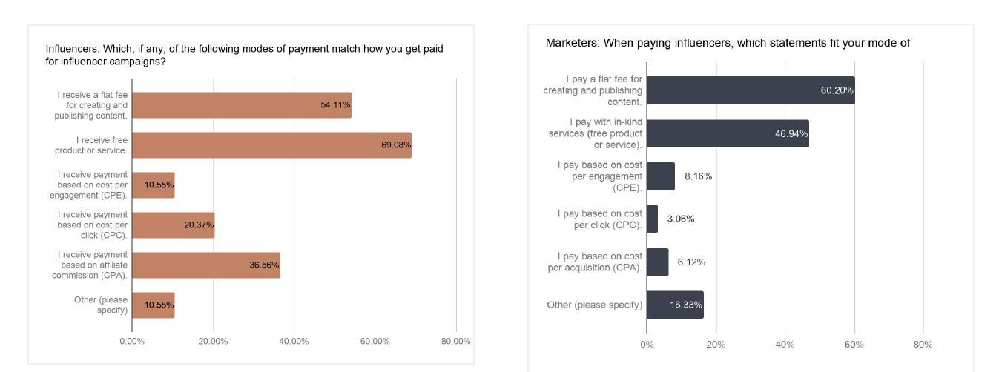 Influencers: Which, if any, of the following modes of payment match how you get paid
for influencer campaigns?
I receive a flat fee
for creating and
publishing content.
54.11%
I receive free
product or service.
69.08%
I receive payment
based on cost per
engagement (CPE).
10.55%
I receive payment
based on cost per
click (CPC).
20.37%
I receive payment
based on affiliate
commission (CPA).
36.56%
Other (please
specify)
10.55%
0.00%
20.00%
40.00%
60.00%
80.00%
Marketers: When paying influencers, which statements fit your mode of
I pay a flat fee for
creating and publishing
content.
60.20%
I pay with in-kind
services (free product
or service).
46.94%
I pay based on cost
per engagement
(CPE).
8.16%
I pay based on cost
per click (CPC).
3.06%
I pay based on cost
per acquisition (CPA).
6.12%
Other (please specify)
16.33%
0%
20%
40%
60%
80%